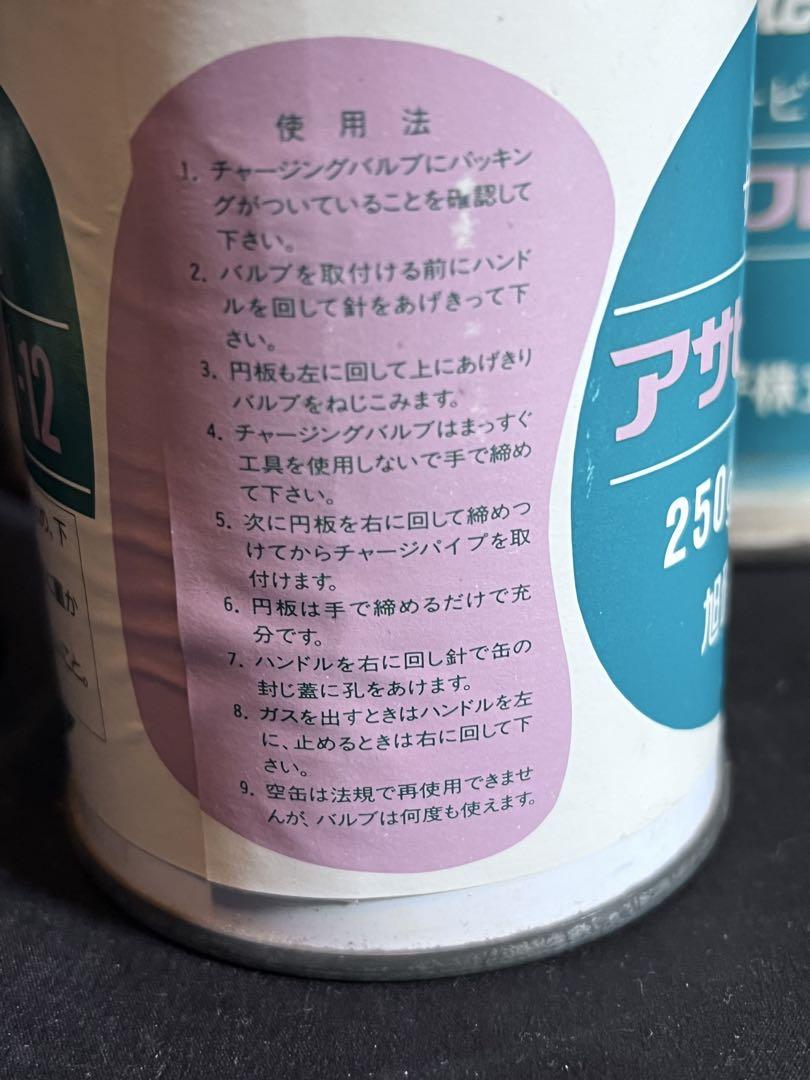 使用法
1. チャージングバルブにパッキン
グがついていることを確認して
下さい。
2. バルブを取付ける前にハンド
ルを回して針をあげきって下
さい。
3. 円板も左に回して上にあげきり
バルブをねじこみます。
4. チャージングバルブはまっすぐ
工具を使用しないで手で締め
て下さい。
5. 次に円板を右に回して締めつ
けてからチャージパイプを取
付けます。
6. 円板は手で締めるだけで充
分です。
7. ハンドルを右に回し針で缶の
封じ蓋に孔をあけます。
8. ガスを出すときはハンドルを左
に、止めるときは右に回して下
さい。
9. 空缶は法規で再使用できませ
んが、バルブは何度も使えます。
アサヒ
250g
旭
-12